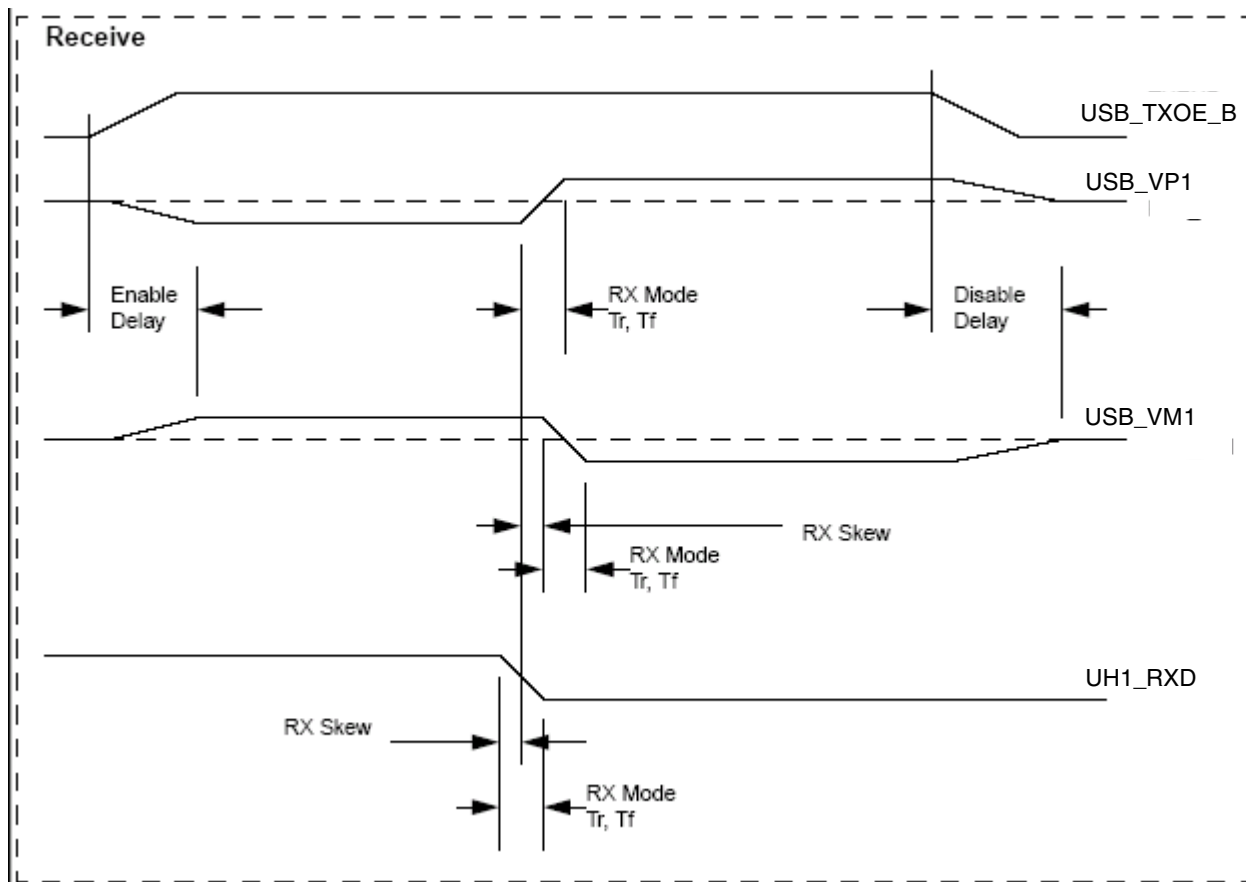 Receive
USB_TXOE_B
USB_VP1
Enable
Delay
RX Mode
Tr, Tf
Disable
Delay
USB_VM1
RX Skew
RX Mode
Tr, Tf
UH1_RXD
RX Skew
RX Mode
Tr, Tf